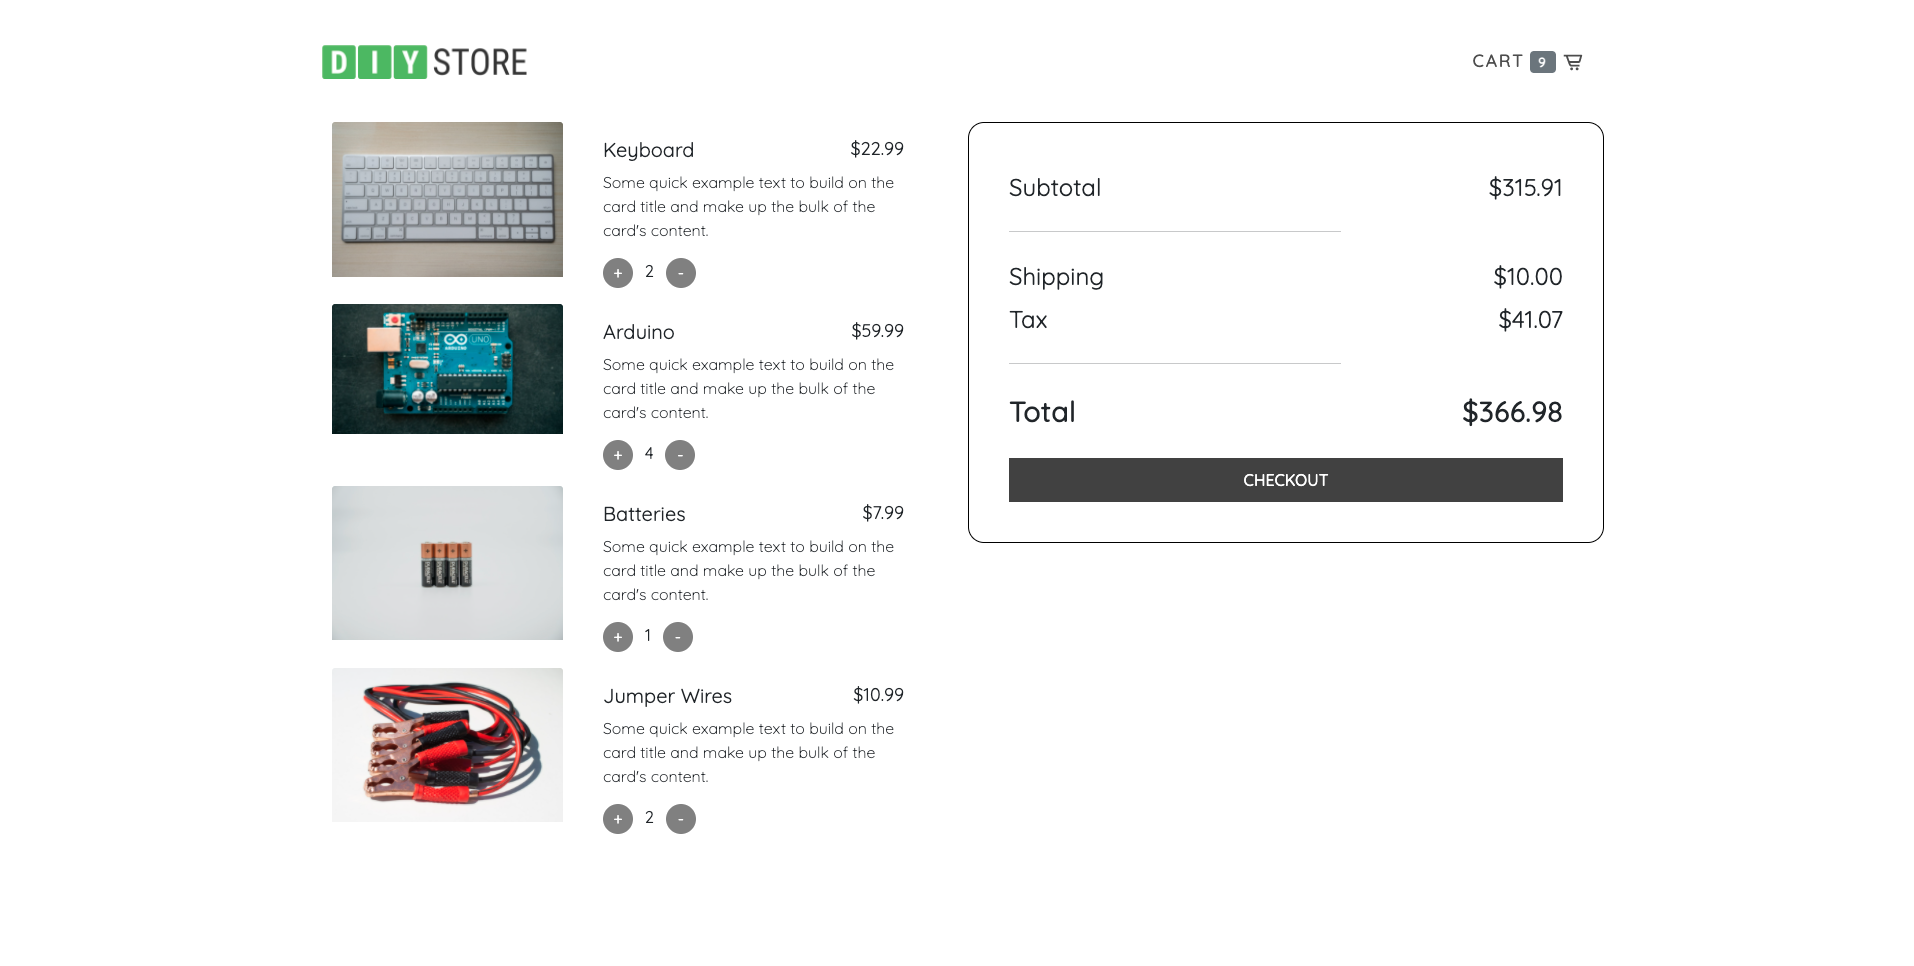 DIY STORE
CART 9
Keyboard $22.99
Some quick example text to build on the
card title and make up the bulk of the
card's content.
+ 2 -
Arduino $59.99
Some quick example text to build on the
card title and make up the bulk of the
card's content.
+ 4 -
Batteries $7.99
Some quick example text to build on the
card title and make up the bulk of the
card's content.
+ 1 -
Jumper Wires $10.99
Some quick example text to build on the
card title and make up the bulk of the
card's content.
+ 2 -
Subtotal $315.91
Shipping $10.00
Tax $41.07
Total $366.98
CHECKOUT
UNO
ARDUINO